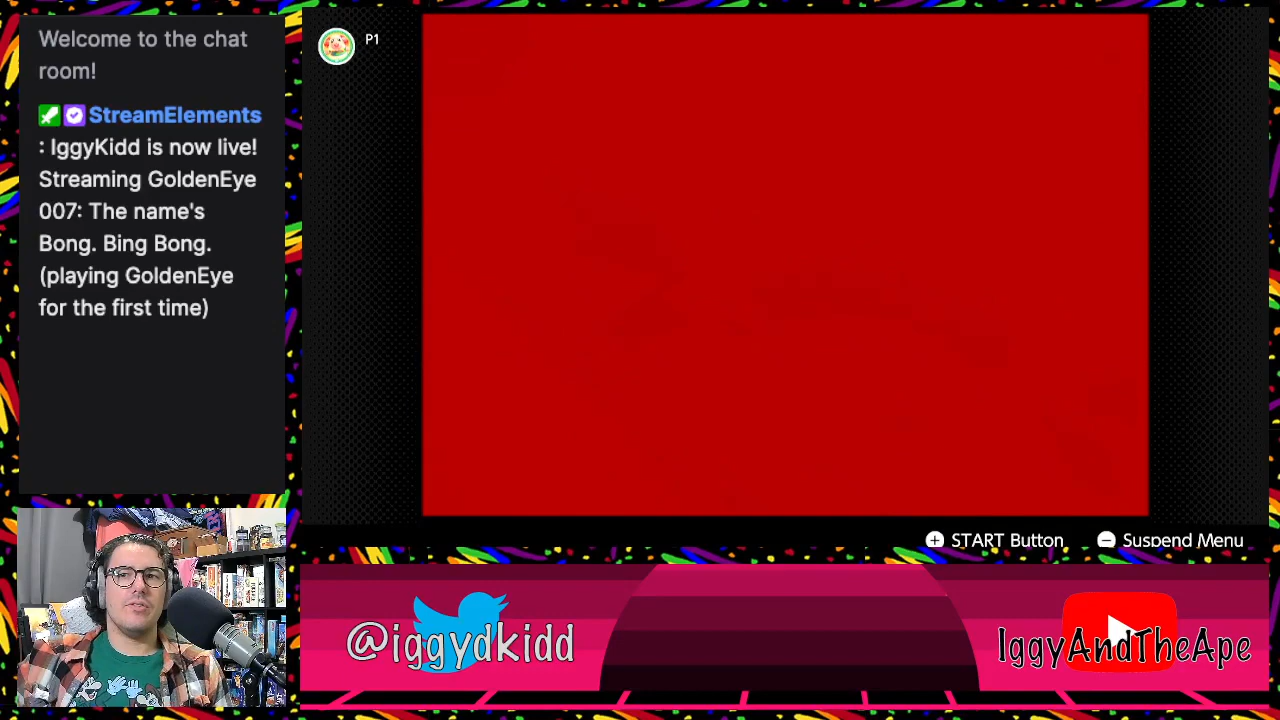 Welcome to the chat
room!
StreamElements
: IggyKidd is now live!
Streaming GoldenEye
007: The name's
Bong. Bing Bong.
(playing GoldenEye
for the first time)
P1
START Button
Suspend Menu
@iggydkidd
IggyAndTheApe